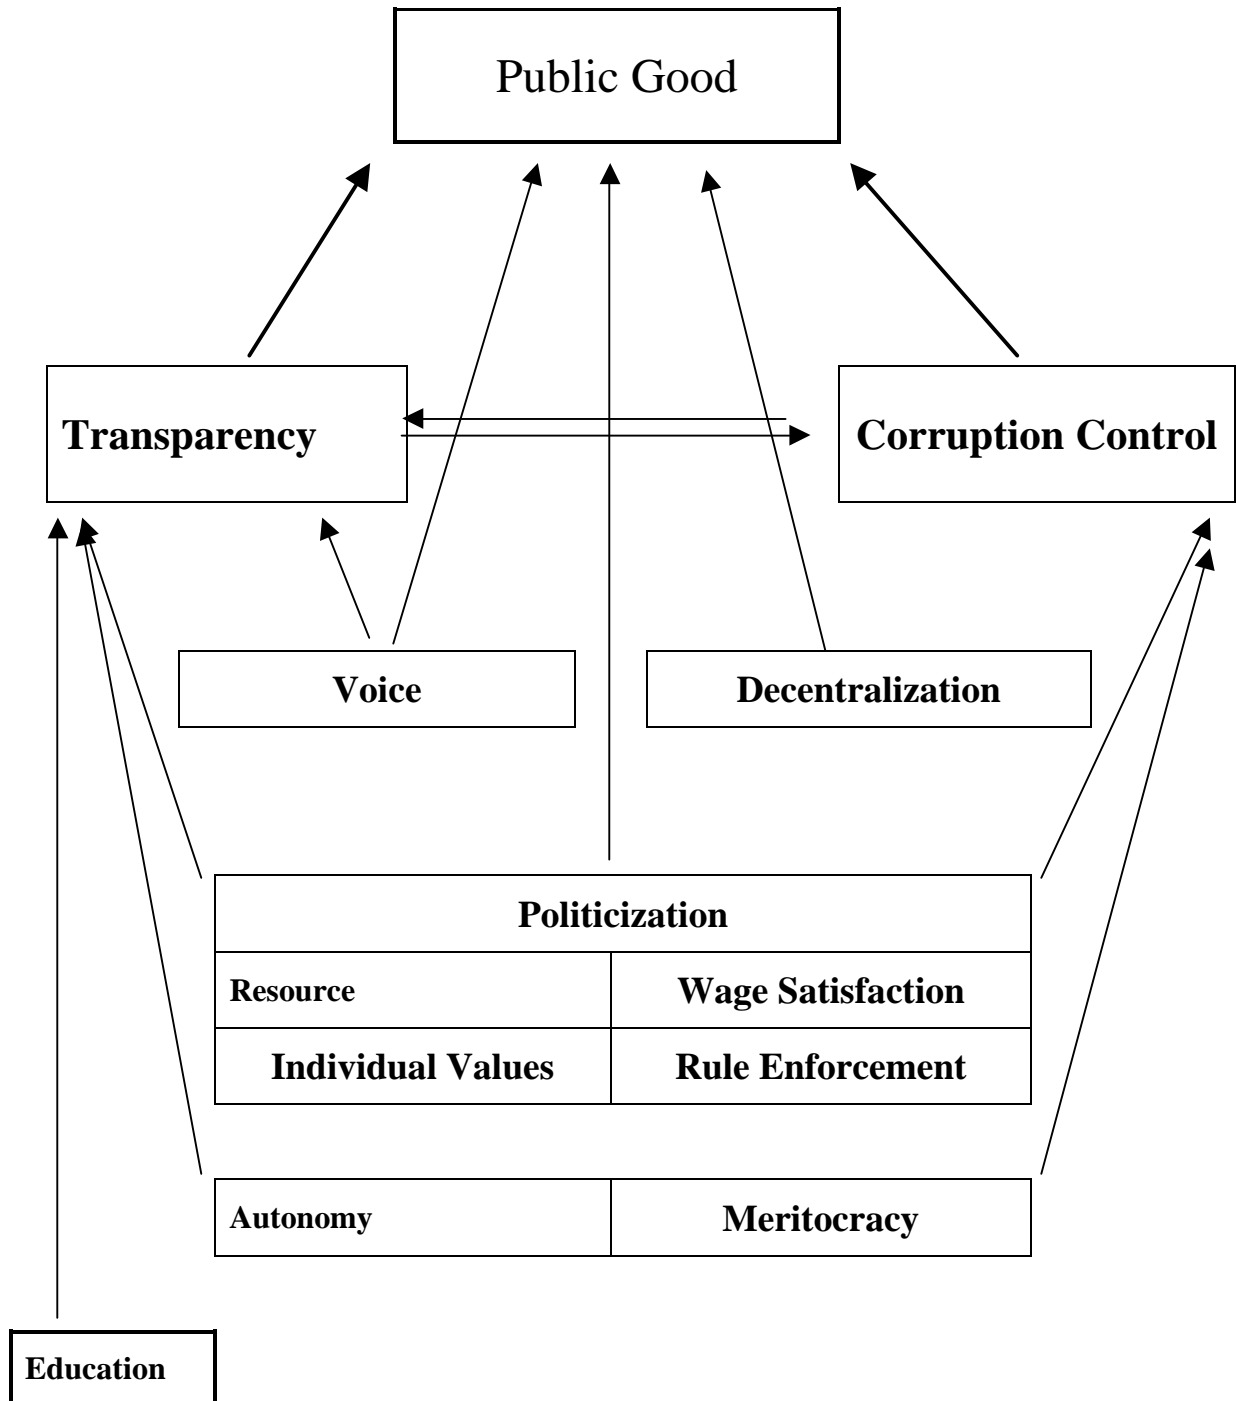 Public Good
Transparency
Corruption Control
Voice
Decentralization
Politicization
Resource
Wage Satisfaction
Individual Values
Rule Enforcement
Autonomy
Meritocracy
Education